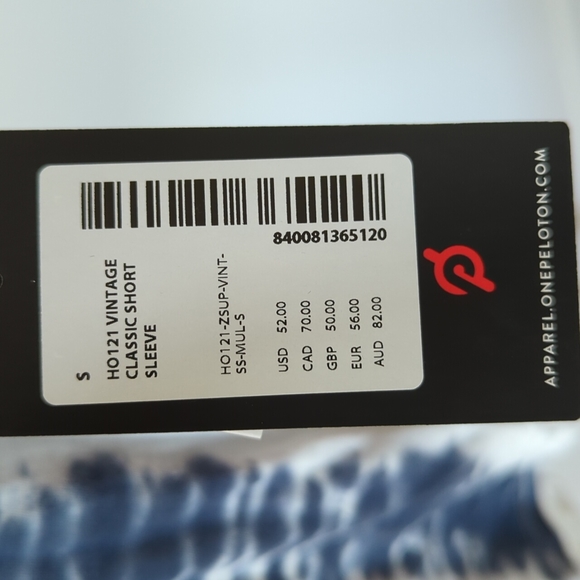 840081365120
S
HO121 VINTAGE
CLASSIC SHORT
SLEEVE
HO121-ZSUP-VINT-
SS-MUL-S
USD 52.00
CAD 70.00
GBP 50.00
EUR 56.00
AUD 82.00
APPAREL.ONEPELOTON.COM